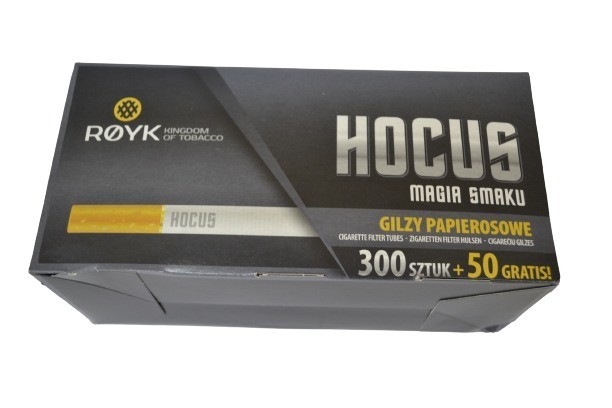 RØYK
KINGDOM
OF TOBACCO
HOCUS
MAGIA SMAKU
HOCUS
GILZY PAPIEROSOWE
CIGARETTE FILTER TUBES · ZIGARETTEN FILTER HULSEN · CIGAREČIU GILZES
300 SZTUK + 50 GRATIS!